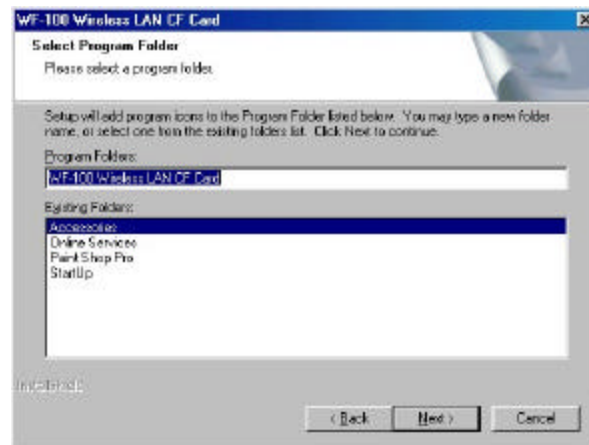 WF-100 Wireless LAN CF Card
Select Program Folder
Please select a program folder.
Setup will add program icons to the Program Folder listed below. You may type a new folder
name, or select one from the existing folders list. Click Next to continue.
Program Folders:
WF-100 Wireless LAN CF Card
Existing Folders:
Accessories
Online Services
Paint Shop Pro
StartUp
InstallShield
< Back
Next >
Cancel